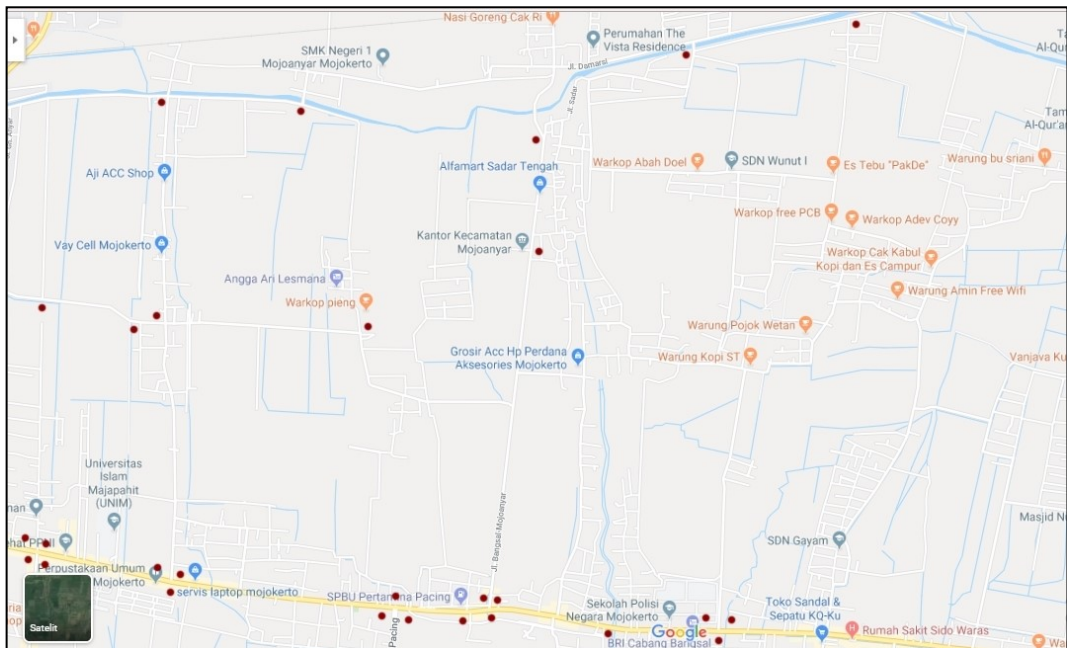 Nasi Goreng Cak Ri
Perumahan The
Vista Residence
SMK Negeri 1
Mojoanyar Mojokerto
Jl. Damarsi
Jl. Sadar
Al-Qur
Aji ACC Shop
Alfamart Sadar Tengah
Warkop Abah Doel
SDN Wunut I
Es Tebu "PakDe"
Tam
Al-Qur'ar
Warung bu sriani
Vay Cell Mojokerto
Kantor Kecamatan
Mojoanyar
Warkop free PCB
Warkop Adev Coyy
Warkop Cak Kabul
Kopi dan Es Campur
Angga Ari Lesmana
Warkop pieng
Warung Amin Free Wifi
Warung Pojok Wetan
Grosir Acc Hp Perdana
Aksesories Mojokerto
Warung Kopi ST
Vanjava Ku
Universitas
Islam
Majapahit
(UNIM)
Jl. Bangsal-Mojoanyar
Masjid N
SDN Gayam
Perpustakaan Umum
Mojokerto
servis laptop mojokerto
SPBU Pertamina Pacing
Pacing
Sekolah Polisi
Negara Mojokerto
Toko Sandal &
Sepatu KQ-Ku
Google
BRI Cabang Bangsal
Rumah Sakit Sido Waras
Satelit